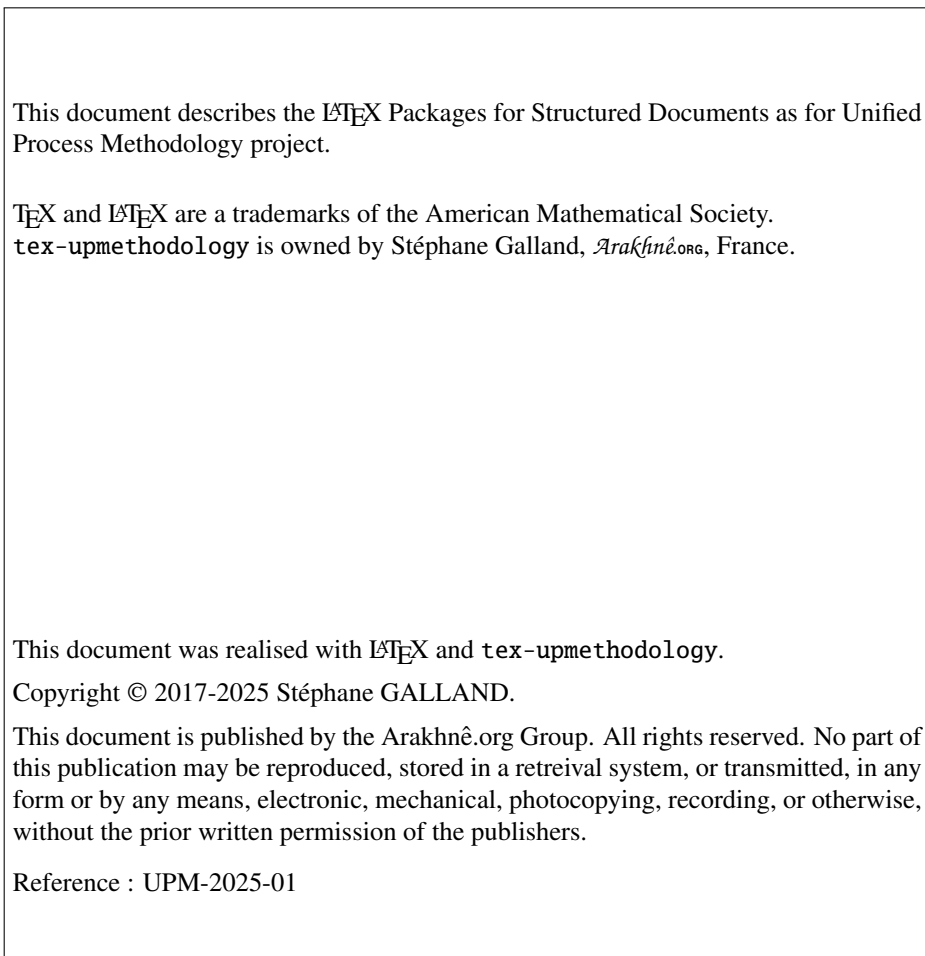 This document describes the LATEX Packages for Structured Documents as for Unified
Process Methodology project.
TEX and LATEX are a trademarks of the American Mathematical Society.
tex-upmethodology is owned by Stéphane Galland, Arakhnê.ORG, France.
This document was realised with LATEX and tex-upmethodology.
Copyright © 2017-2025 Stéphane GALLAND.
This document is published by the Arakhnê.org Group. All rights reserved. No part of
this publication may be reproduced, stored in a retreival system, or transmitted, in any
form or by any means, electronic, mechanical, photocopying, recording, or otherwise,
without the prior written permission of the publishers.
Reference : UPM-2025-01